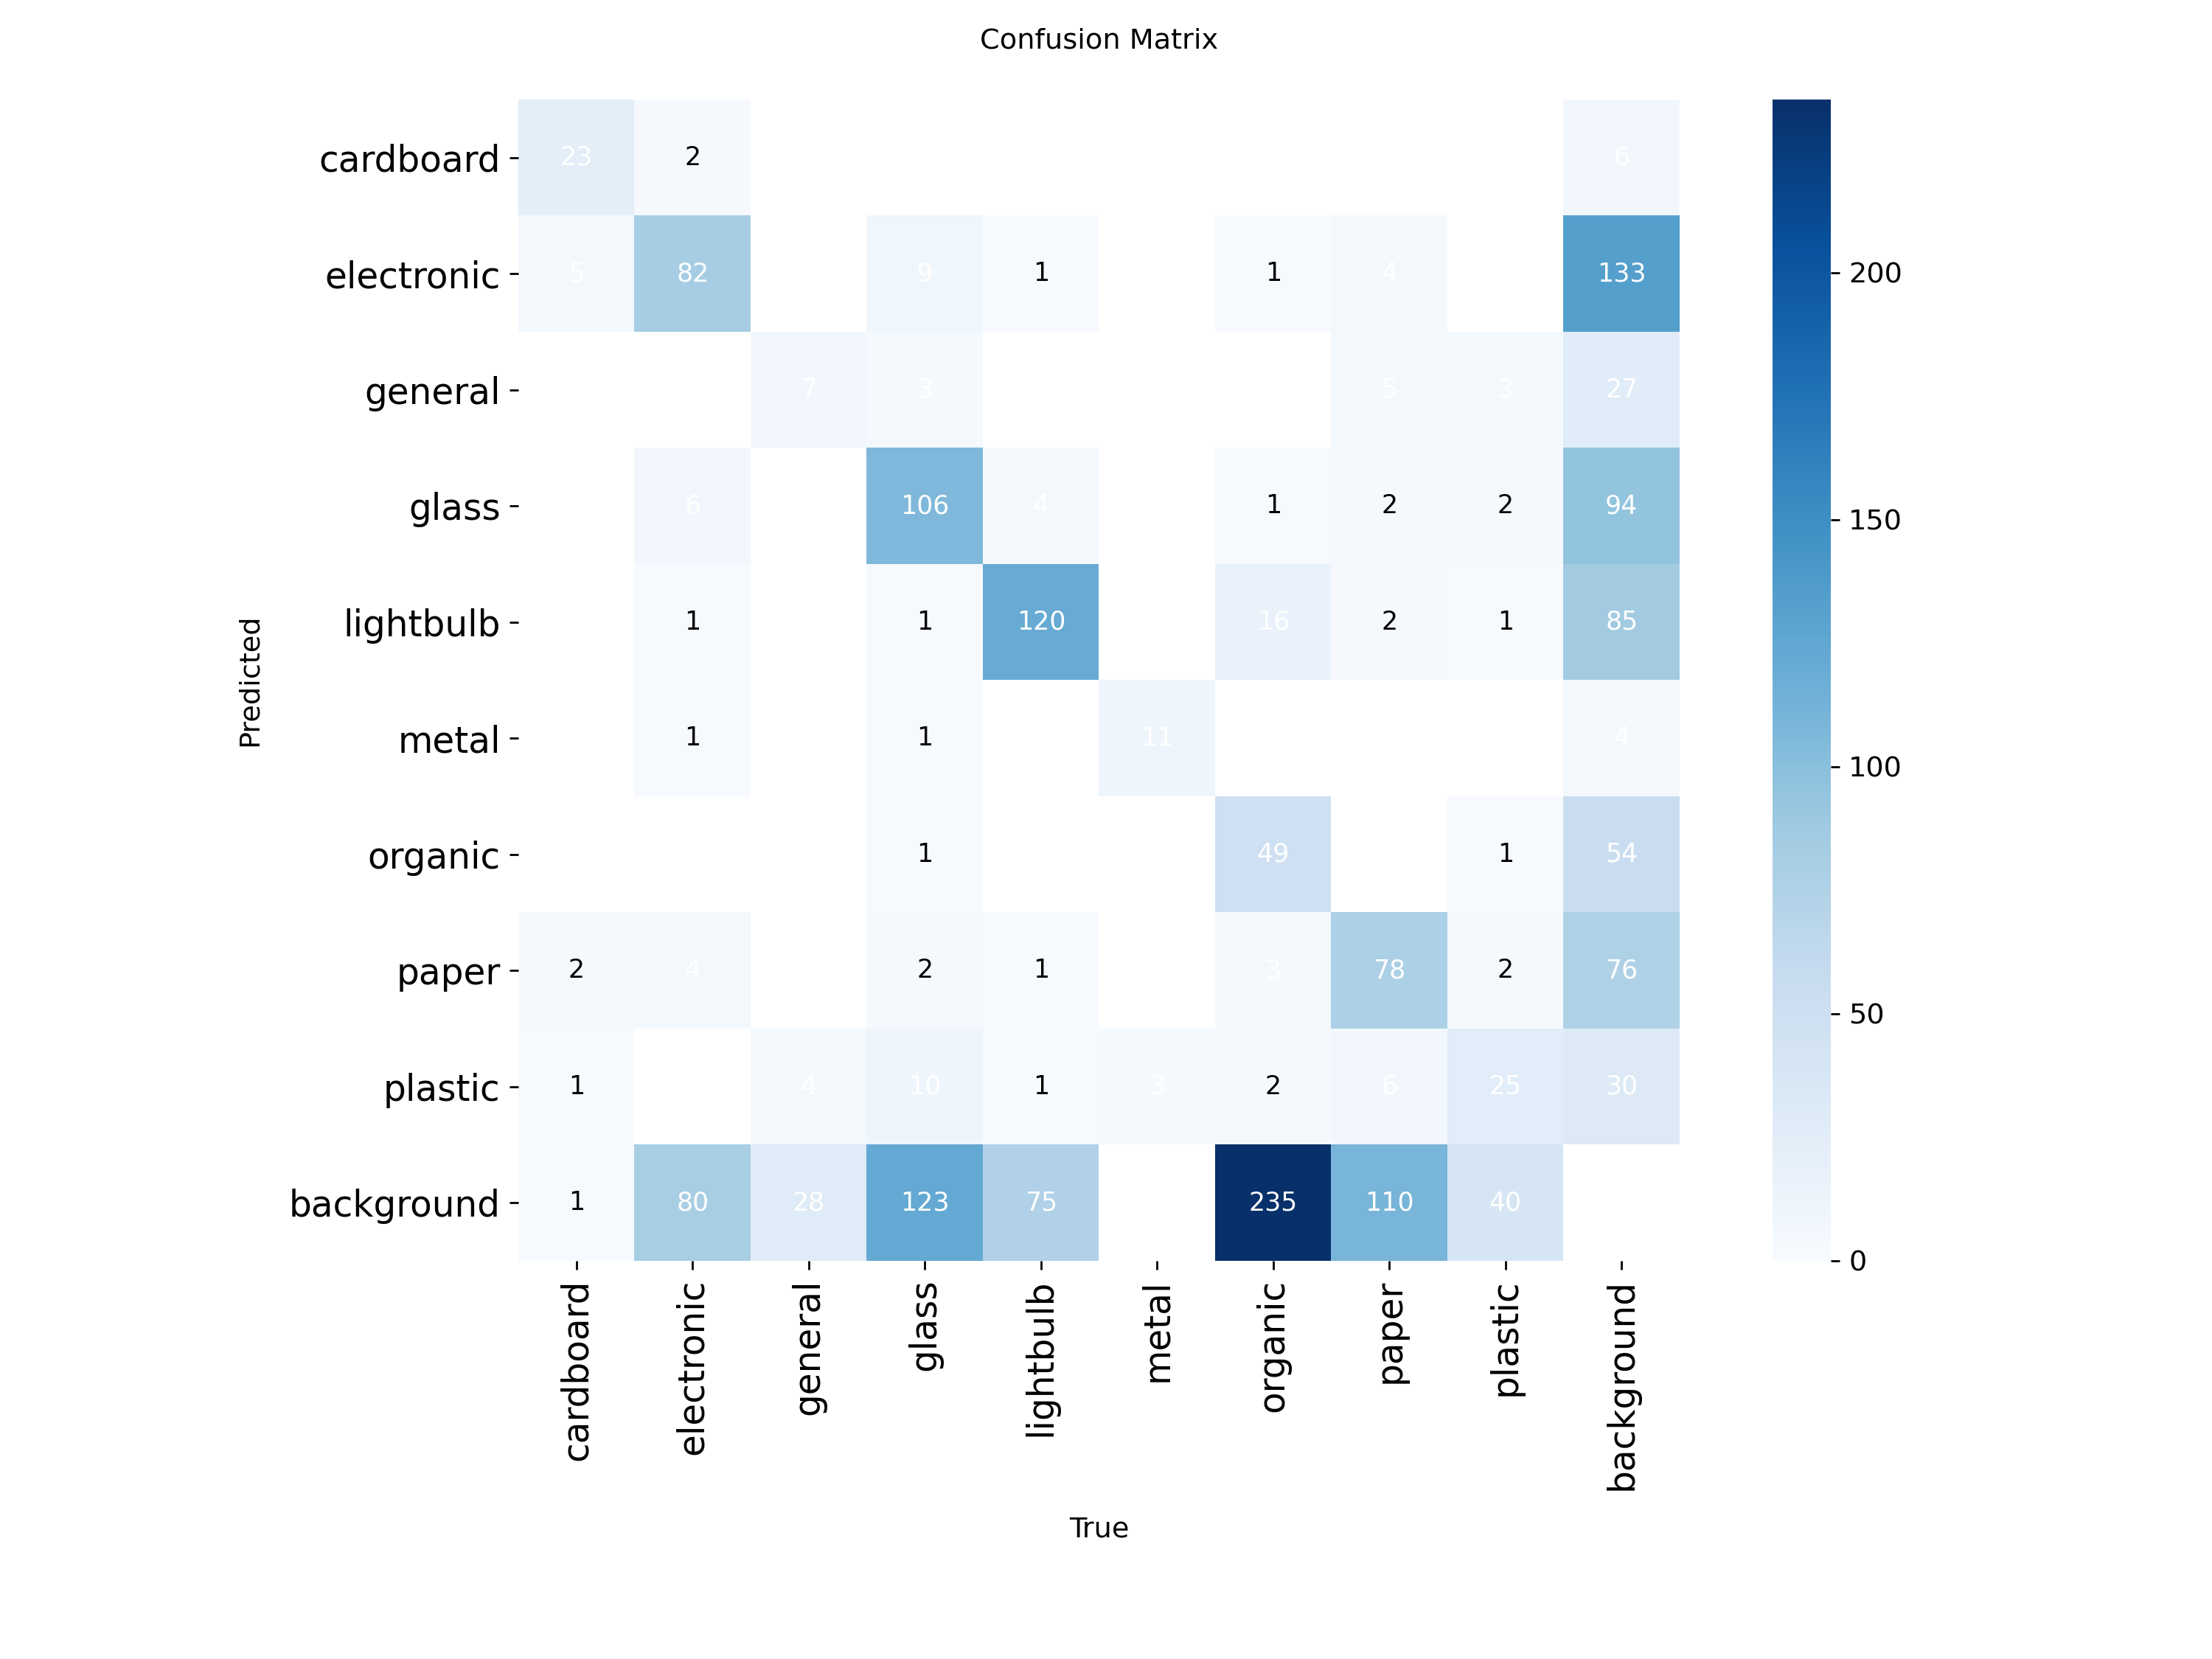 Confusion Matrix
cardboard 23 2 6
electronic 5 82 9 1 1 4 133
general 7 3 5 3 27
glass 6 106 4 1 2 2 94
lightbulb 1 1 120 16 2 1 85
metal 1 1 11 4
organic 1 49 1 54
paper 2 4 2 1 3 78 2 76
plastic 1 4 10 1 3 2 6 25 30
background 1 80 28 123 75 235 110 40
Predicted
cardboard electronic general glass lightbulb metal organic paper plastic background
True
200
150
100
50
0